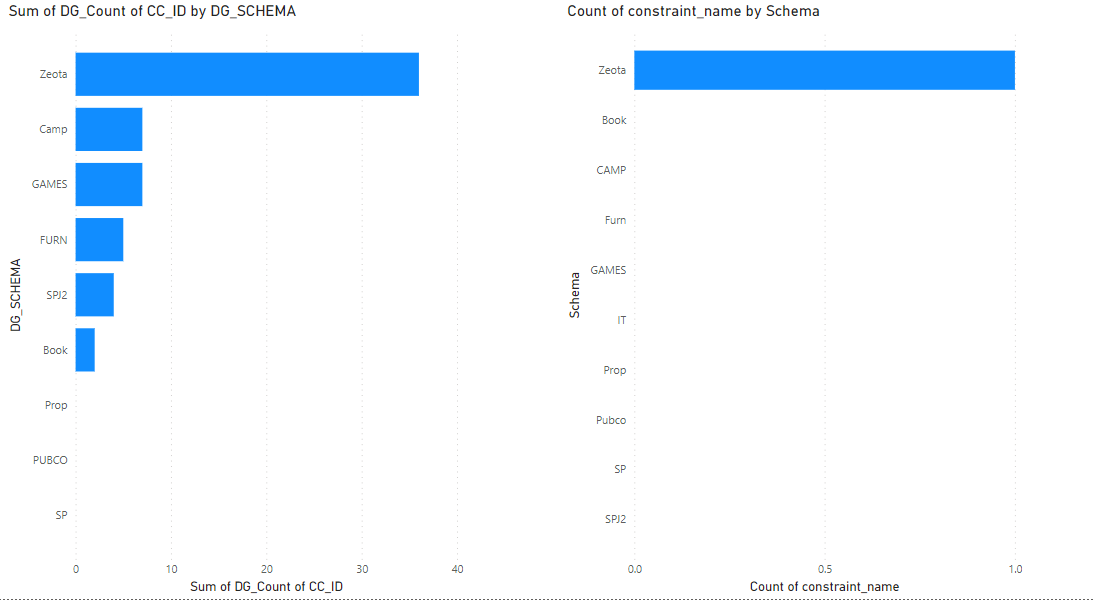 Sum of DG_Count of CC_ID by DG_SCHEMA
DG_SCHEMA
Zeota
Camp
GAMES
FURN
SPJ2
Book
Prop
PUBCO
SP
0 10 20 30 40
Sum of DG_Count of CC_ID
Count of constraint_name by Schema
Schema
Zeota
Book
CAMP
Furn
GAMES
IT
Prop
Pubco
SP
SPJ2
0.0 0.5 1.0
Count of constraint_name